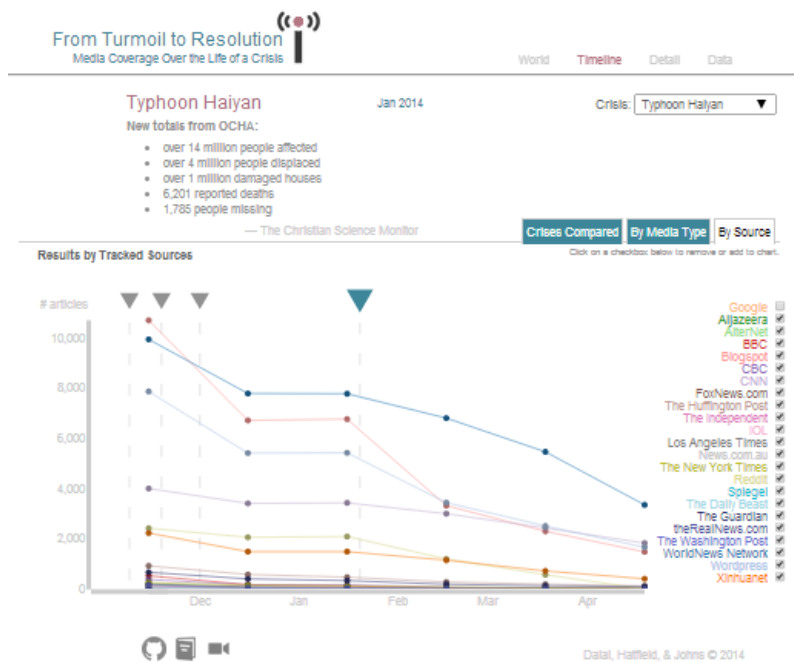 From Turmoil to Resolution
Media Coverage Over the Life of a Crisis
World Timeline Detail Data
Typhoon Haiyan
Jan 2014
Crisis: Typhoon Haiyan
New totals from OCHA:
over 14 million people affected
over 4 million people displaced
over 1 million damaged houses
6,201 reported deaths
1,785 people missing
— The Christian Science Monitor
Crises Compared By Media Type By Source
Results by Tracked Sources
Click on a checkbox below to remove or add to chart.
# articles
10,000
8,000
6,000
4,000
2,000
0
Dec Jan Feb Mar Apr
Google
Aljazeera
AlterNet
BBC
Blogspot
CBC
CNN
FoxNews.com
The Huffington Post
The Independent
IOL
Los Angeles Times
News.com.au
The New York Times
Reddit
Spiegel
The Daily Beast
The Guardian
theRealNews.com
The Washington Post
WorldNews Network
Wordpress
Xinhuanet
Dalal, Hatfield, & Johns © 2014